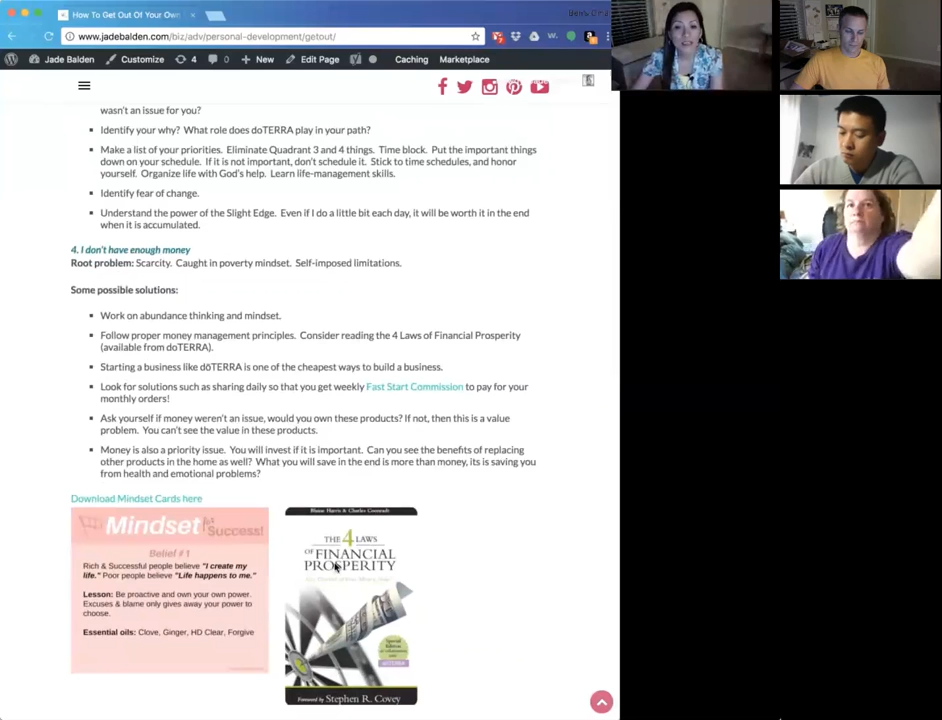 How To Get Out Of Your Own
www.jadebalden.com/biz/adv/personal-development/getout/
Jade Balden Customize 4 0 New Edit Page Caching Marketplace
wasn't an issue for you?
Identify your why? What role does doTERRA play in your path?
Make a list of your priorities. Eliminate Quadrant 3 and 4 things. Time block. Put the important things
down on your schedule. If it is not important, don't schedule it. Stick to time schedules, and honor
yourself. Organize life with God's help. Learn life-management skills.
Identify fear of change.
Understand the power of the Slight Edge. Even if I do a little bit each day, it will be worth it in the end
when it is accumulated.
4. I don't have enough money
Root problem: Scarcity. Caught in poverty mindset. Self-imposed limitations.
Some possible solutions:
Work on abundance thinking and mindset.
Follow proper money management principles. Consider reading the 4 Laws of Financial Prosperity
(available from doTERRA).
Starting a business like dōTERRA is one of the cheapest ways to build a business.
Look for solutions such as sharing daily so that you get weekly Fast Start Commission to pay for your
monthly orders!
Ask yourself if money weren't an issue, would you own these products? If not, then this is a value
problem. You can't see the value in these products.
Money is also a priority issue. You will invest if it is important. Can you see the benefits of replacing
other products in the home as well? What you will save in the end is more than money, its is saving you
from health and emotional problems?
Download Mindset Cards here
Mindset for Success!
Belief #1
Rich & Successful people believe "I create my
life." Poor people believe "Life happens to me."
Lesson: Be proactive and own your own power.
Excuses & blame only gives away your power to
choose.
Essential oils: Clove, Ginger, HD Clear, Forgive
Blaine Harris & Charles Coonradt
THE 4 LAWS
OF FINANCIAL
PROSPERITY
Special
Edition
Foreword by Stephen R. Covey